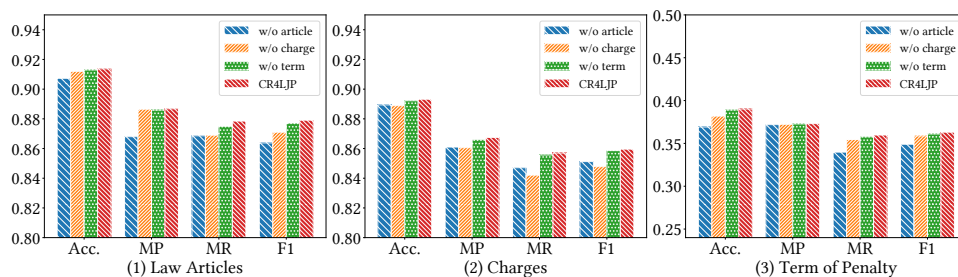 0.94
0.92
0.90
0.88
0.86
0.84
0.82
0.80
w/o article
w/o charge
w/o term
CR4LJP
Acc. MP MR F1
(1) Law Articles
0.94
0.92
0.90
0.88
0.86
0.84
0.82
0.80
w/o article
w/o charge
w/o term
CR4LJP
Acc. MP MR F1
(2) Charges
0.50
0.45
0.40
0.35
0.30
0.25
w/o article
w/o charge
w/o term
CR4LJP
Acc. MP MR F1
(3) Term of Penalty